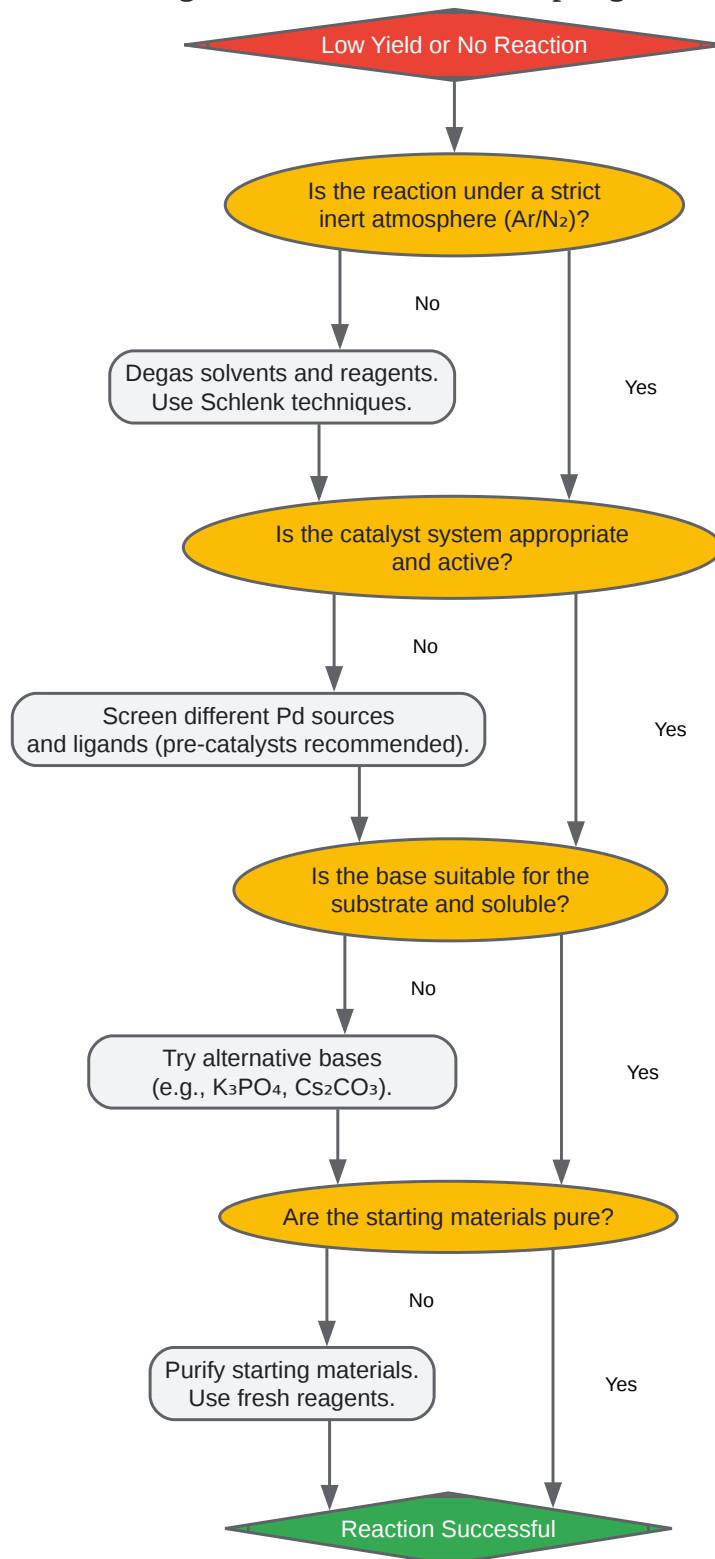 Low Yield or No Reaction
Is the reaction under a strict
inert atmosphere (Ar/N₂)?
No
Degas solvents and reagents.
Use Schlenk techniques.
Yes
Is the catalyst system appropriate
and active?
No
Screen different Pd sources
and ligands (pre-catalysts recommended).
Yes
Is the base suitable for the
substrate and soluble?
No
Try alternative bases
(e.g., K₃PO₄, Cs₂CO₃).
Yes
Are the starting materials pure?
No
Purify starting materials.
Use fresh reagents.
Yes
Reaction Successful